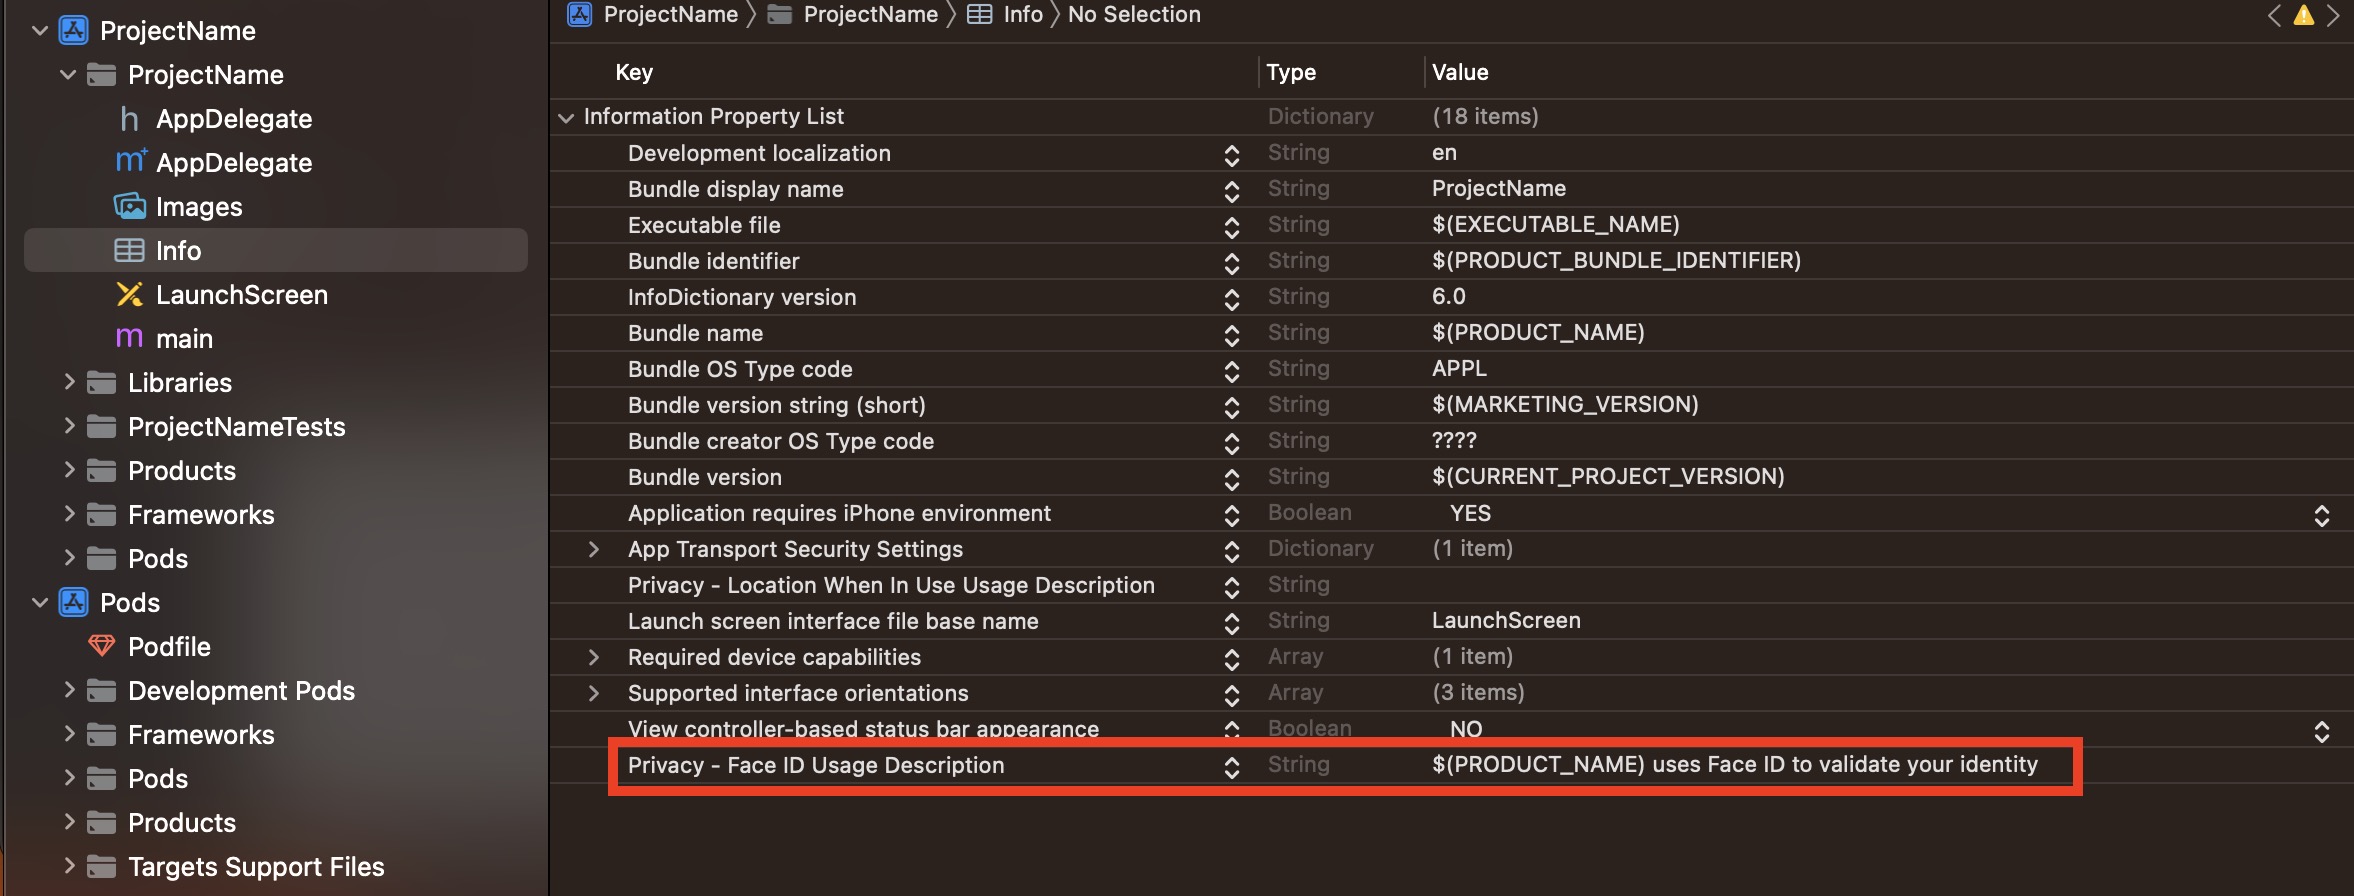 ProjectName
ProjectName
AppDelegate
AppDelegate
Images
Info
LaunchScreen
main
Libraries
ProjectNameTests
Products
Frameworks
Pods
Pods
Podfile
Development Pods
Frameworks
Pods
Products
Targets Support Files
ProjectName ProjectName Info No Selection
Key Type Value
Information Property List Dictionary (18 items)
Development localization String en
Bundle display name String ProjectName
Executable file String $(EXECUTABLE_NAME)
Bundle identifier String $(PRODUCT_BUNDLE_IDENTIFIER)
InfoDictionary version String 6.0
Bundle name String $(PRODUCT_NAME)
Bundle OS Type code String APPL
Bundle version string (short) String $(MARKETING_VERSION)
Bundle creator OS Type code String ????
Bundle version String $(CURRENT_PROJECT_VERSION)
Application requires iPhone environment Boolean YES
App Transport Security Settings Dictionary (1 item)
Privacy - Location When In Use Usage Description String
Launch screen interface file base name String LaunchScreen
Required device capabilities Array (1 item)
Supported interface orientations Array (3 items)
View controller-based status bar appearance Boolean NO
Privacy - Face ID Usage Description String $(PRODUCT_NAME) uses Face ID to validate your identity